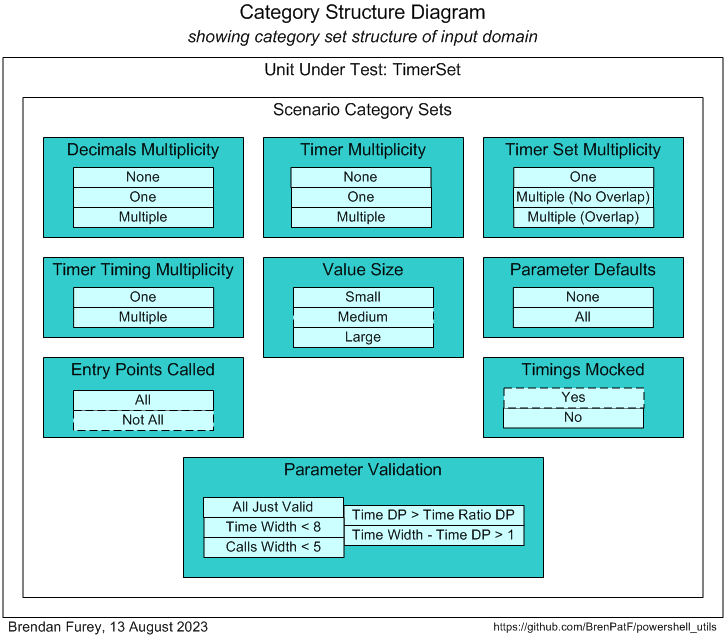 Category Structure Diagram
showing category set structure of input domain
Unit Under Test: TimerSet
Scenario Category Sets
Decimals Multiplicity
None
One
Multiple
Timer Multiplicity
None
One
Multiple
Timer Set Multiplicity
One
Multiple (No Overlap)
Multiple (Overlap)
Timer Timing Multiplicity
One
Multiple
Value Size
Small
Medium
Large
Parameter Defaults
None
All
Entry Points Called
All
Not All
Timings Mocked
Yes
No
Parameter Validation
All Just Valid
Time Width < 8
Calls Width < 5
Time DP > Time Ratio DP
Time Width - Time DP > 1
Brendan Furey, 13 August 2023
https://github.com/BrenPatF/powershell_utils